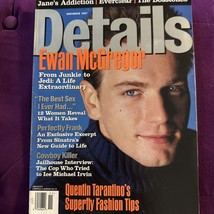 Jane's Addiction | Everclear | The Beastmaster
Details
Ewan McGregor
From Junkie to
Jedi: A Life
Extraordinary
"The Best Sex
I Ever Had..."
12 Women Reveal
What It Takes
Perfectly Frank
An Exclusive Excerpt
From Sinatra's
New Guide to Life
Cowboy Killer
Jailhouse Interview:
The Cop Who Tried
to Ice Michael Irvin
Quentin Tarantino's
Superfly Fashion Tips